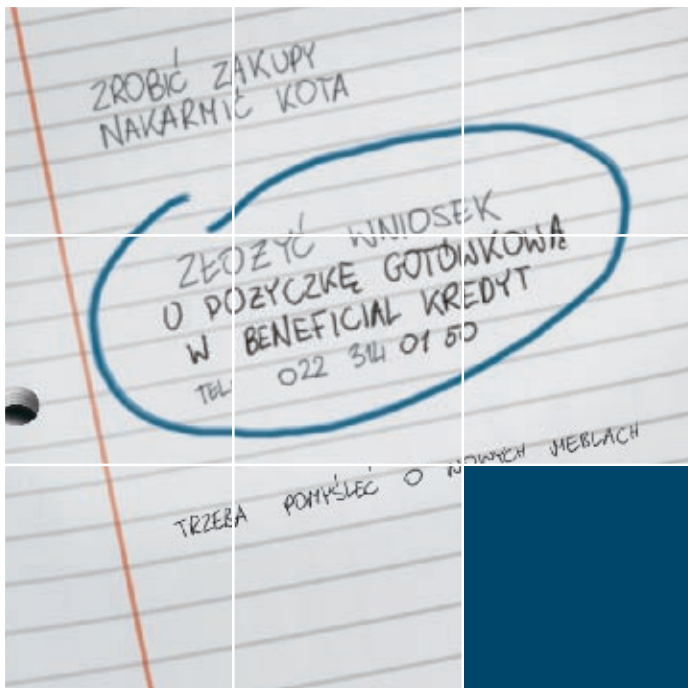 ZROBIĆ ZAKUPY
NAKARMIĆ KOTA
ZŁOŻYĆ WNIOSEK
O POŻYCZKĘ GOTÓWKOWĄ
W BENEFICIAL KREDYT
TEL. 022 314 01 50
TRZEBA POMYŚLEĆ O NOWYCH MEBLACH